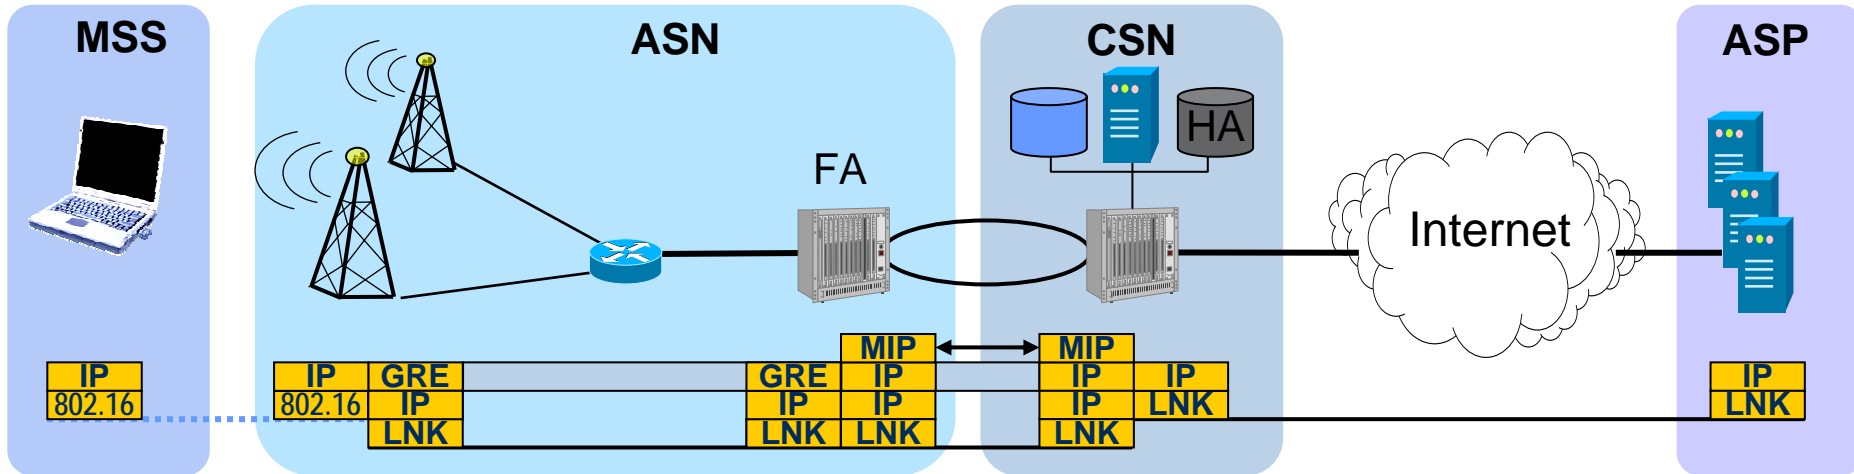 MSS
ASN
CSN
ASP
HA
FA
Internet
MIP
MIP
IP
IP
GRE
GRE
IP
IP
IP
IP
802.16
802.16
IP
IP
IP
IP
LNK
LNK
LNK
LNK
LNK
LNK